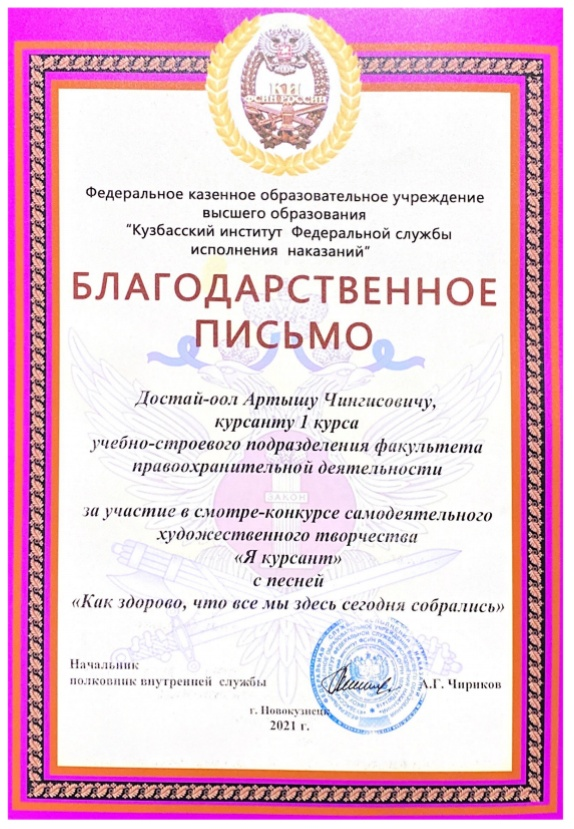 КИ
ФСИН РОССИИ
Федеральное казенное образовательное учреждение
высшего образования
"Кузбасский институт Федеральной службы
исполнения наказаний"
БЛАГОДАРСТВЕННОЕ
ПИСЬМО
Достай-оол Артышу Чингисовичу,
курсанту 1 курса
учебно-строевого подразделения факультета
правоохранительной деятельности
ЗАКОН
за участие в смотре-конкурсе самодеятельного
художественного творчества
«Я курсант»
с песней
«Как здорово, что все мы здесь сегодня собрались»
Начальник
полковник внутренней службы
А.Г. Чириков
г. Новокузнецк
2021 г.